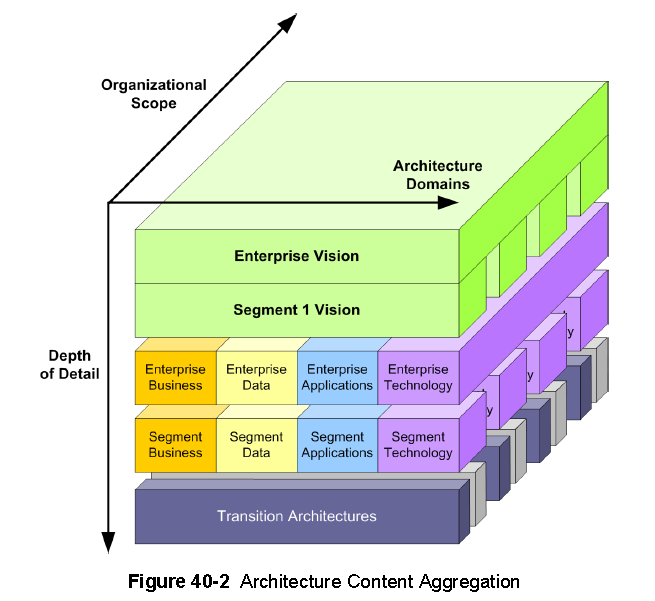 Organizational
Scope
Architecture
Domains
Enterprise Vision
Segment 1 Vision
Depth
of Detail
Enterprise
Business
Enterprise
Data
Enterprise
Applications
Enterprise
Technology
Segment
Business
Segment
Data
Segment
Applications
Segment
Technology
Transition Architectures
Figure 40-2 Architecture Content Aggregation